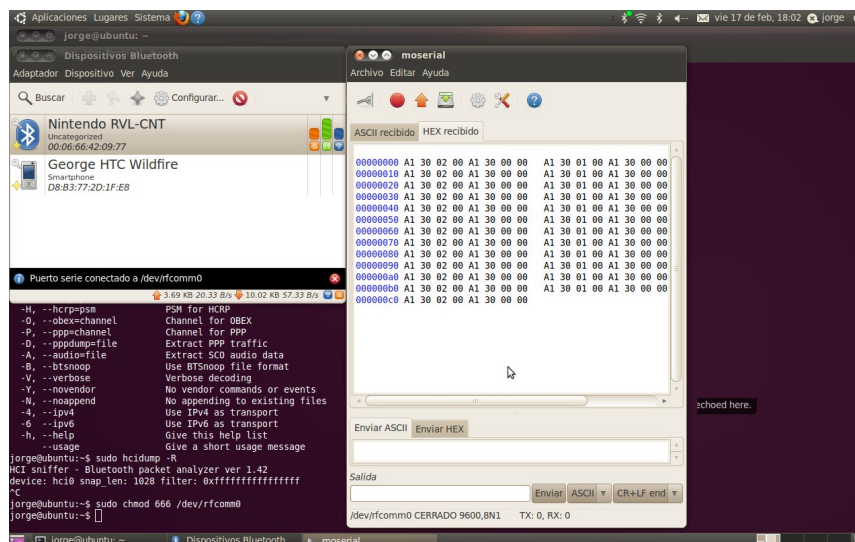 Aplicaciones Lugares Sistema
vie 17 de feb, 18:02 jorge
jorge@ubuntu: ~
Dispositivos Bluetooth
Adaptador Dispositivo Ver Ayuda
Buscar Configurar...
Nintendo RVL-CNT
Uncategorized
00:06:66:42:09:77
George HTC Wildfire
Smartphone
D8:B3:77:2D:1F:E8
Puerto serie conectado a /dev/rfcomm0
3.69 KB 20.33 B/s 10.02 KB 57.33 B/s
-H, --hcrp=psm PSM for HCRP
-O, --obex=channel Channel for OBEX
-P, --ppp=channel Channel for PPP
-D, --pppdump=file Extract PPP traffic
-A, --audio=file Extract SCO audio data
-B, --btsnoop Use BTSnoop file format
-V, --verbose Verbose decoding
-Y, --novendor No vendor commands or events
-N, --noappend No appending to existing files
-4, --ipv4 Use IPv4 as transport
-6 --ipv6 Use IPv6 as transport
-h, --help Give this help list
--usage Give a short usage message
jorge@ubuntu:~$ sudo hcidump -R
HCI sniffer - Bluetooth packet analyzer ver 1.42
device: hci0 snap_len: 1028 filter: 0xffffffffffffffff
^C
jorge@ubuntu:~$ sudo chmod 666 /dev/rfcomm0
jorge@ubuntu:~$
moserial
Archivo Editar Ayuda
ASCII recibido HEX recibido
00000000 A1 30 02 00 A1 30 00 00 A1 30 01 00 A1 30 00 00
00000010 A1 30 02 00 A1 30 00 00 A1 30 01 00 A1 30 00 00
00000020 A1 30 02 00 A1 30 00 00 A1 30 01 00 A1 30 00 00
00000030 A1 30 02 00 A1 30 00 00 A1 30 01 00 A1 30 00 00
00000040 A1 30 02 00 A1 30 00 00 A1 30 01 00 A1 30 00 00
00000050 A1 30 02 00 A1 30 00 00 A1 30 01 00 A1 30 00 00
00000060 A1 30 02 00 A1 30 00 00 A1 30 01 00 A1 30 00 00
00000070 A1 30 02 00 A1 30 00 00 A1 30 01 00 A1 30 00 00
00000080 A1 30 02 00 A1 30 00 00 A1 30 01 00 A1 30 00 00
00000090 A1 30 02 00 A1 30 00 00 A1 30 01 00 A1 30 00 00
000000a0 A1 30 02 00 A1 30 00 00 A1 30 01 00 A1 30 00 00
000000b0 A1 30 02 00 A1 30 00 00 A1 30 01 00 A1 30 00 00
000000c0 A1 30 02 00 A1 30 00 00
Enviar ASCII Enviar HEX
Salida
Enviar ASCII CR+LF end
/dev/rfcomm0 CERRADO 9600,8N1 TX: 0, RX: 0
echoed here.
jorge@ubuntu: ~ Dispositivos Bluetooth moserial